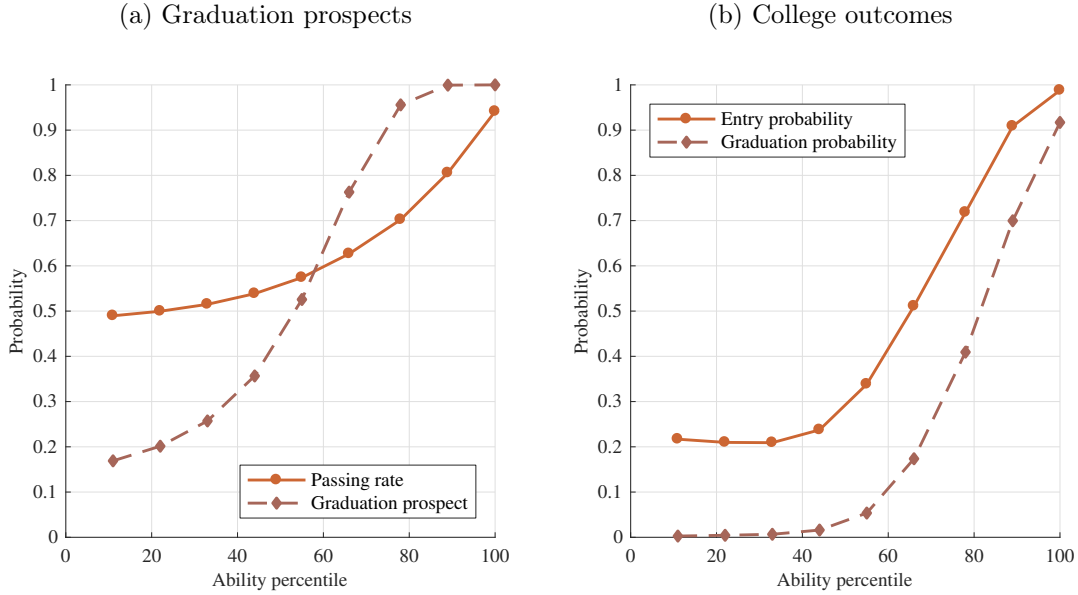 (a) Graduation prospects
1
0.9
0.8
0.7
0.6
0.5
0.4
0.3
0.2
0.1
0
Probability
Passing rate
Graduation prospect
0 20 40 60 80 100
Ability percentile
(b) College outcomes
1
0.9
0.8
0.7
0.6
0.5
0.4
0.3
0.2
0.1
0
Probability
Entry probability
Graduation probability
0 20 40 60 80 100
Ability percentile